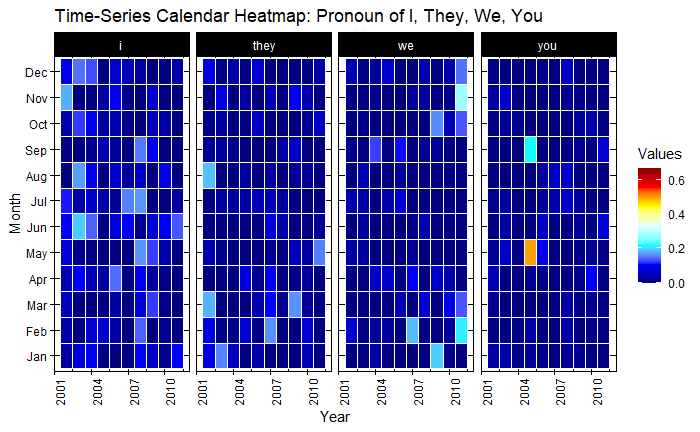 Time-Series Calendar Heatmap: Pronoun of I, They, We, You
i they we you
Dec
Nov
Oct
Sep
Aug
Jul
Jun
May
Apr
Mar
Feb
Jan
Month
2001 2004 2007 2010 2001 2004 2007 2010 2001 2004 2007 2010 2001 2004 2007 2010
Year
Values
0.6
0.4
0.2
0.0